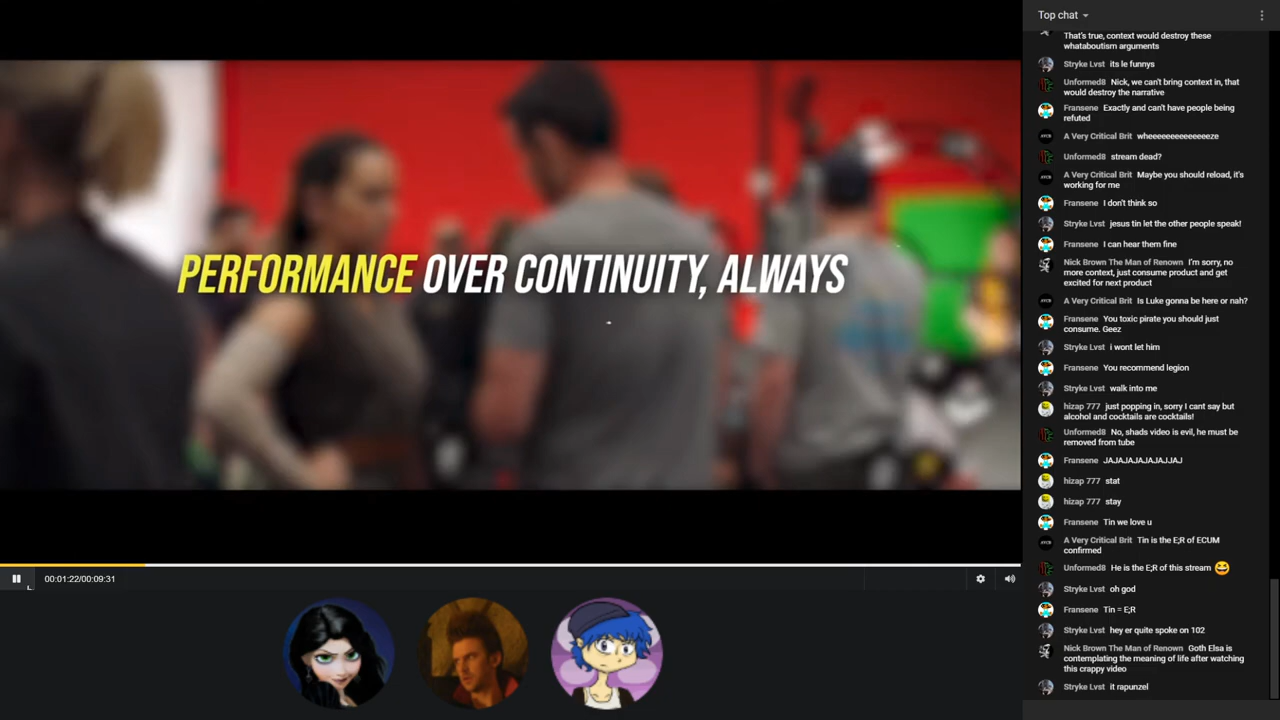 PERFORMANCE OVER CONTINUITY, ALWAYS
00:01:22/00:09:31
Top chat
That's true, context would destroy these
whataboutism arguments
Stryke Lvst its le funnys
Unformed8 Nick, we can't bring context in, that
would destroy the narrative
Fransene Exactly and can't have people being
refuted
A Very Critical Brit wheeeeeeeeeeeeeze
Unformed8 stream dead?
A Very Critical Brit Maybe you should reload, it's
working for me
Fransene I don't think so
Stryke Lvst jesus tin let the other people speak!
Fransene I can hear them fine
Nick Brown The Man of Renown I'm sorry, no
more context, just consume product and get
excited for next product
A Very Critical Brit Is Luke gonna be here or nah?
Fransene You toxic pirate you should just
consume. Geez
Stryke Lvst i wont let him
Fransene You recommend legion
Stryke Lvst walk into me
hizap 777 just popping in, sorry I cant say but
alcohol and cocktails are cocktails!
Unformed8 No, shads video is evil, he must be
removed from tube
Fransene JAJAJAJAJAJAJJAJ
hizap 777 stat
hizap 777 stay
Fransene Tin we love u
A Very Critical Brit Tin is the E;R of ECUM
confirmed
Unformed8 He is the E;R of this stream 😆
Stryke Lvst oh god
Fransene Tin = E;R
Stryke Lvst hey er quite spoke on 102
Nick Brown The Man of Renown Goth Elsa is
contemplating the meaning of life after watching
this crappy video
Stryke Lvst it rapunzel